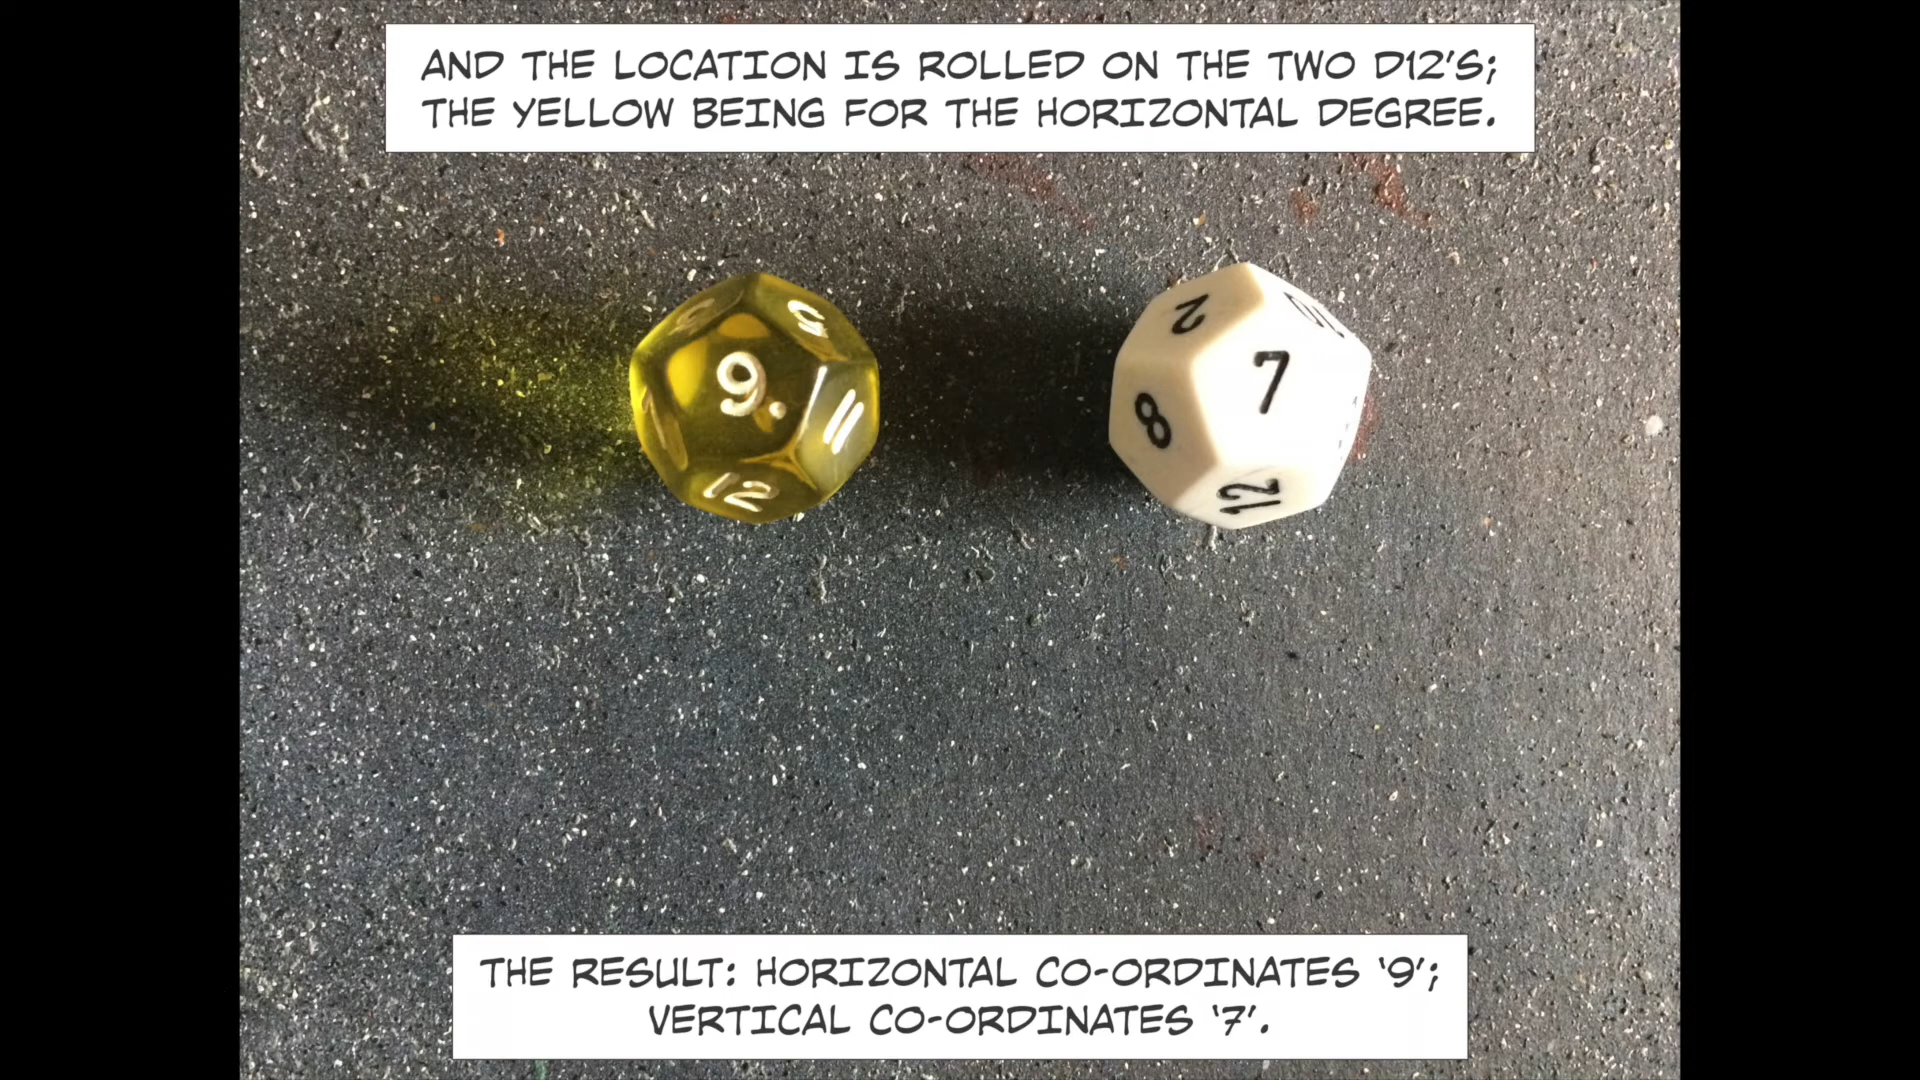 AND THE LOCATION IS ROLLED ON THE TWO D12'S;
THE YELLOW BEING FOR THE HORIZONTAL DEGREE.
2
9.
7
11
8
12
12
THE RESULT: HORIZONTAL CO-ORDINATES '9';
VERTICAL CO-ORDINATES '7'.